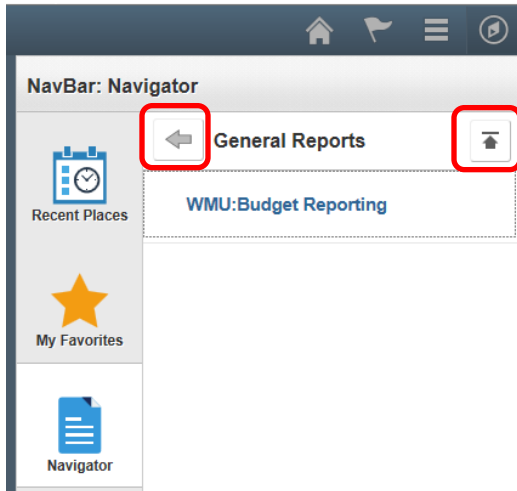 NavBar: Navigator
General Reports
Recent Places
WMU:Budget Reporting
My Favorites
Navigator